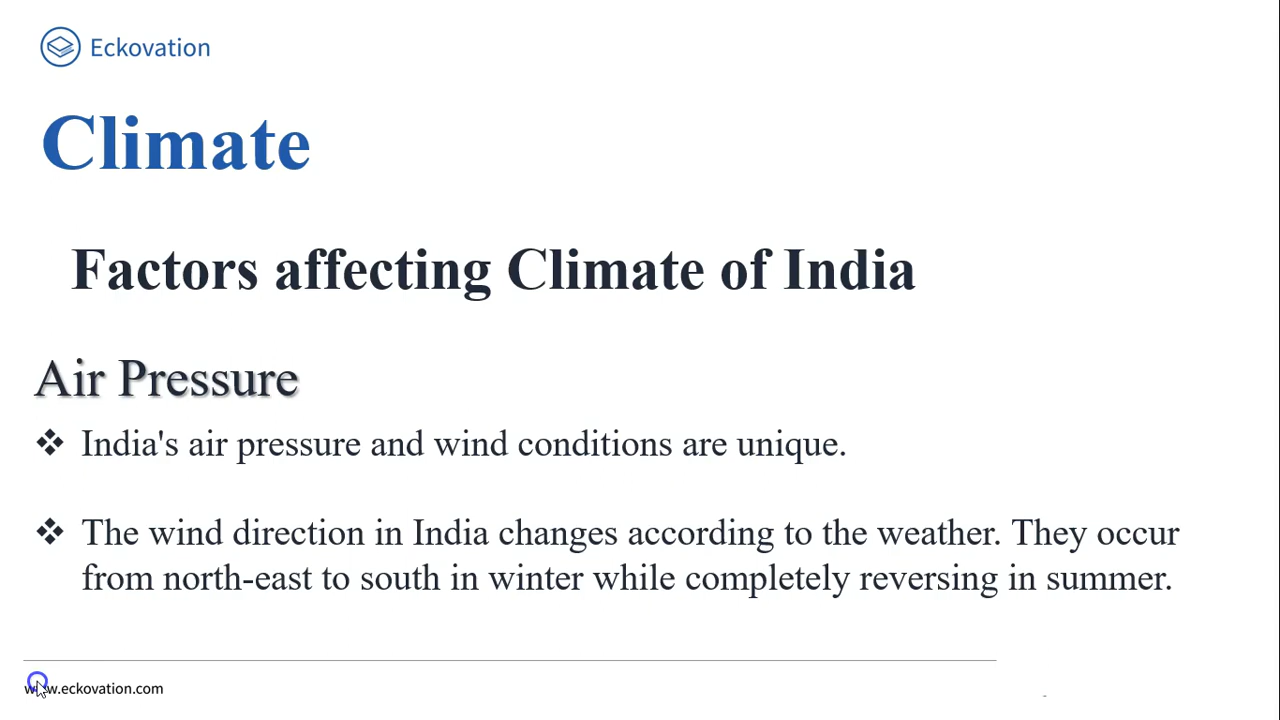 Eckovation
Climate
Factors affecting Climate of India
Air Pressure
❖ India's air pressure and wind conditions are unique.
❖ The wind direction in India changes according to the weather. They occur
from north-east to south in winter while completely reversing in summer.
www.eckovation.com